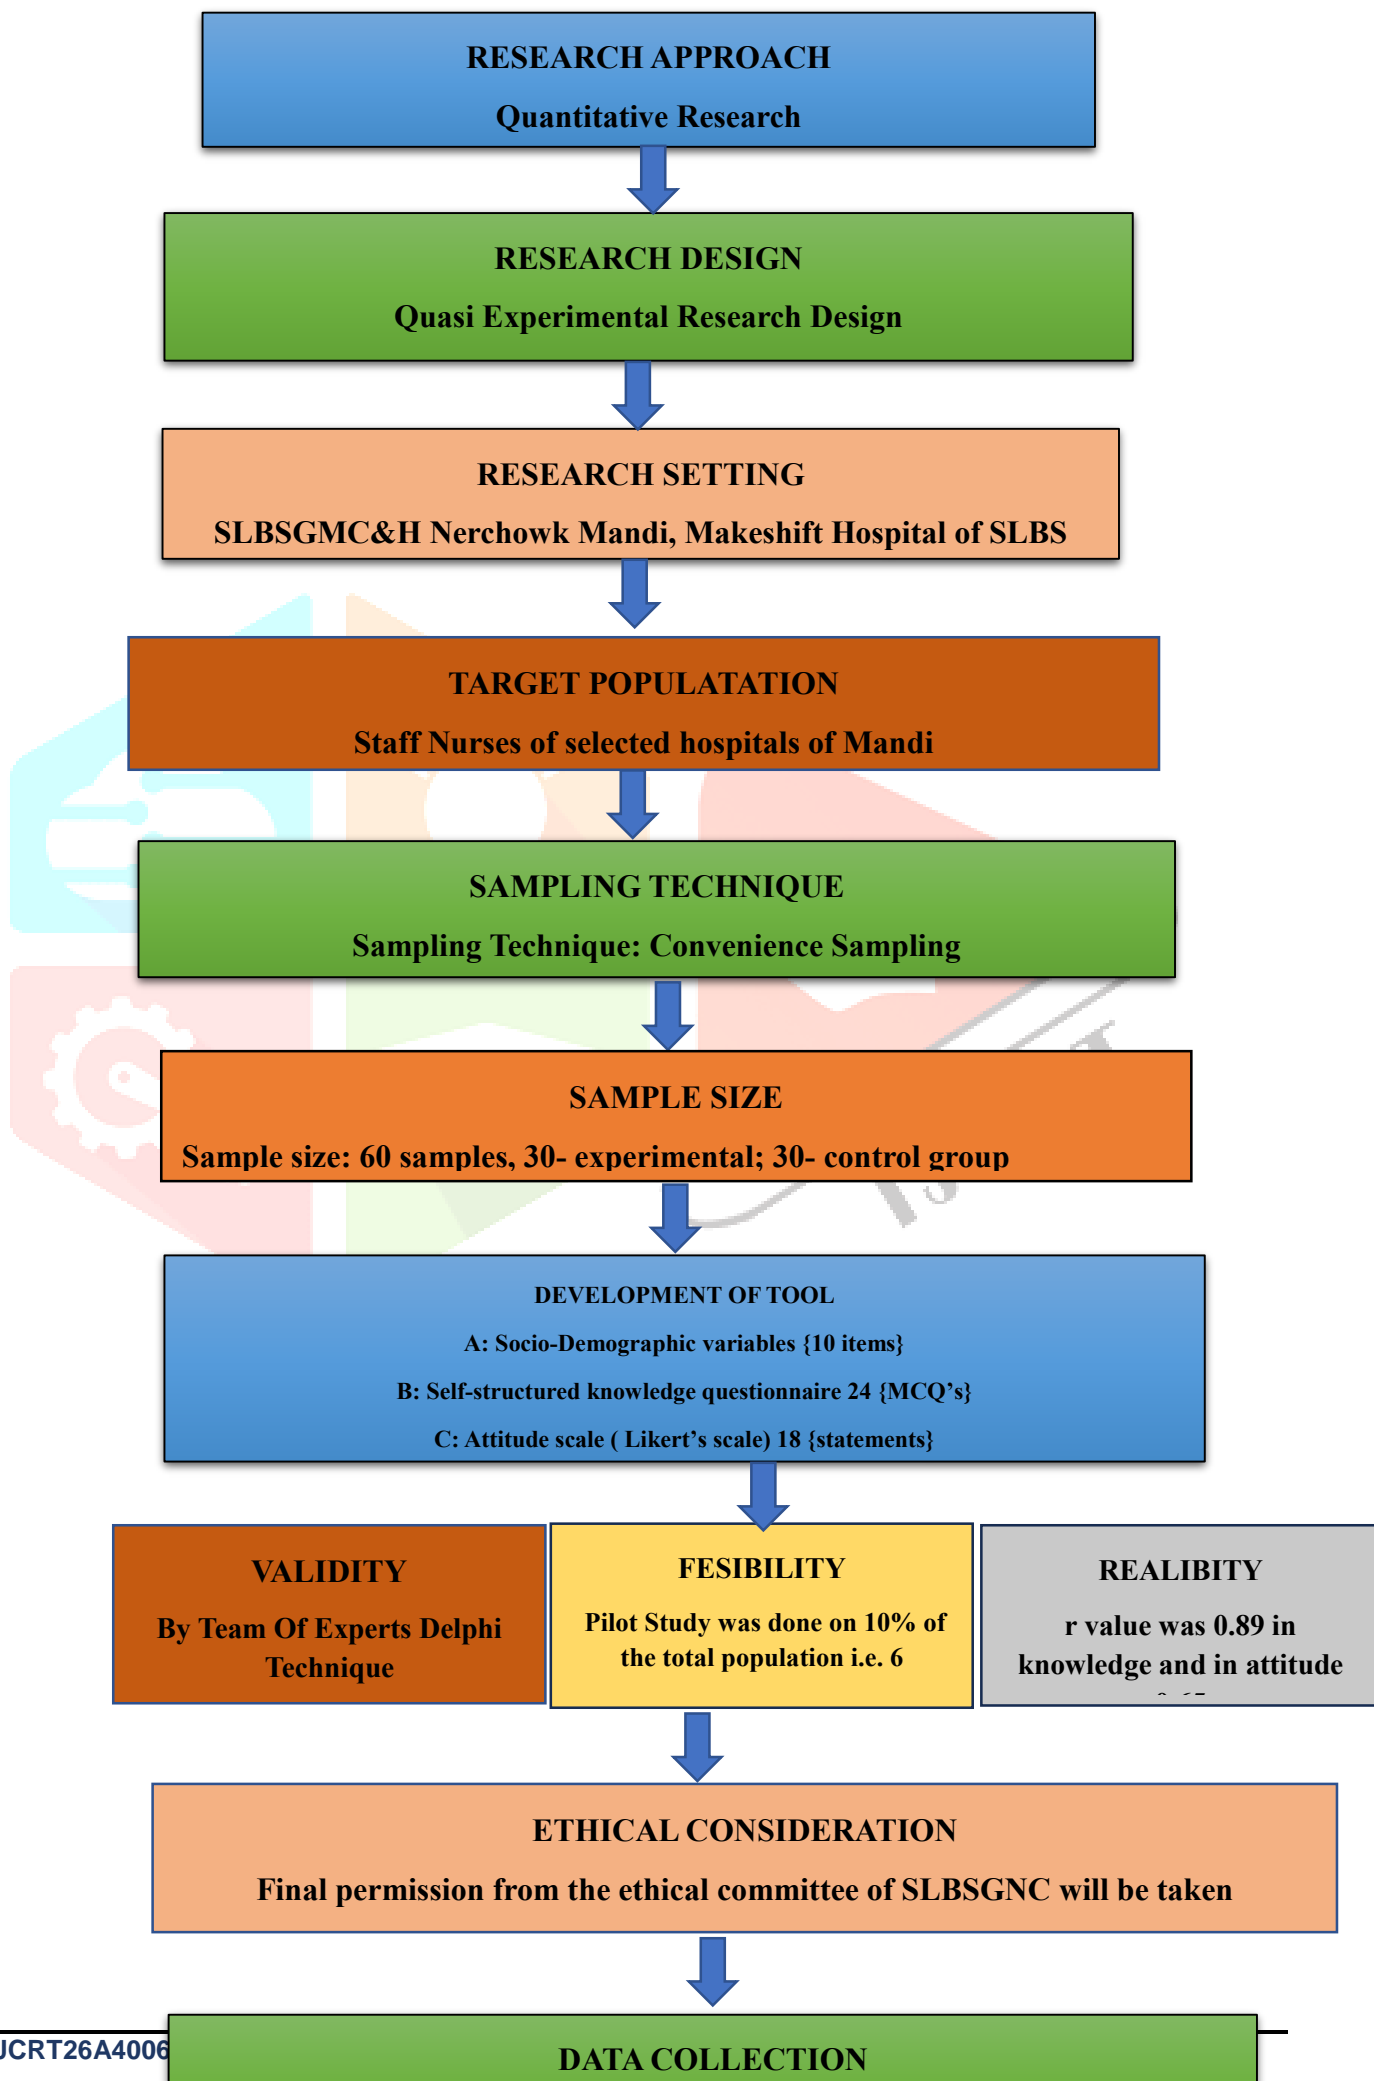 RESEARCH APPROACH
Quantitative Research
RESEARCH DESIGN
Quasi Experimental Research Design
RESEARCH SETTING
SLBSGMC&H Nerchowk Mandi, Makeshift Hospital of SLBS
TARGET POPULATATION
Staff Nurses of selected hospitals of Mandi
SAMPLING TECHNIQUE
Sampling Technique: Convenience Sampling
SAMPLE SIZE
Sample size: 60 samples, 30- experimental; 30- control group
DEVELOPMENT OF TOOL
A: Socio-Demographic variables {10 items}
B: Self-structured knowledge questionnaire 24 {MCQ’s}
C: Attitude scale ( Likert’s scale) 18 {statements}
VALIDITY
By Team Of Experts Delphi
Technique
FESIBILITY
Pilot Study was done on 10% of
the total population i.e. 6
REALIBITY
r value was 0.89 in
knowledge and in attitude
ETHICAL CONSIDERATION
Final permission from the ethical committee of SLBSGNC will be taken
JCRT26A4006
DATA COLLECTION